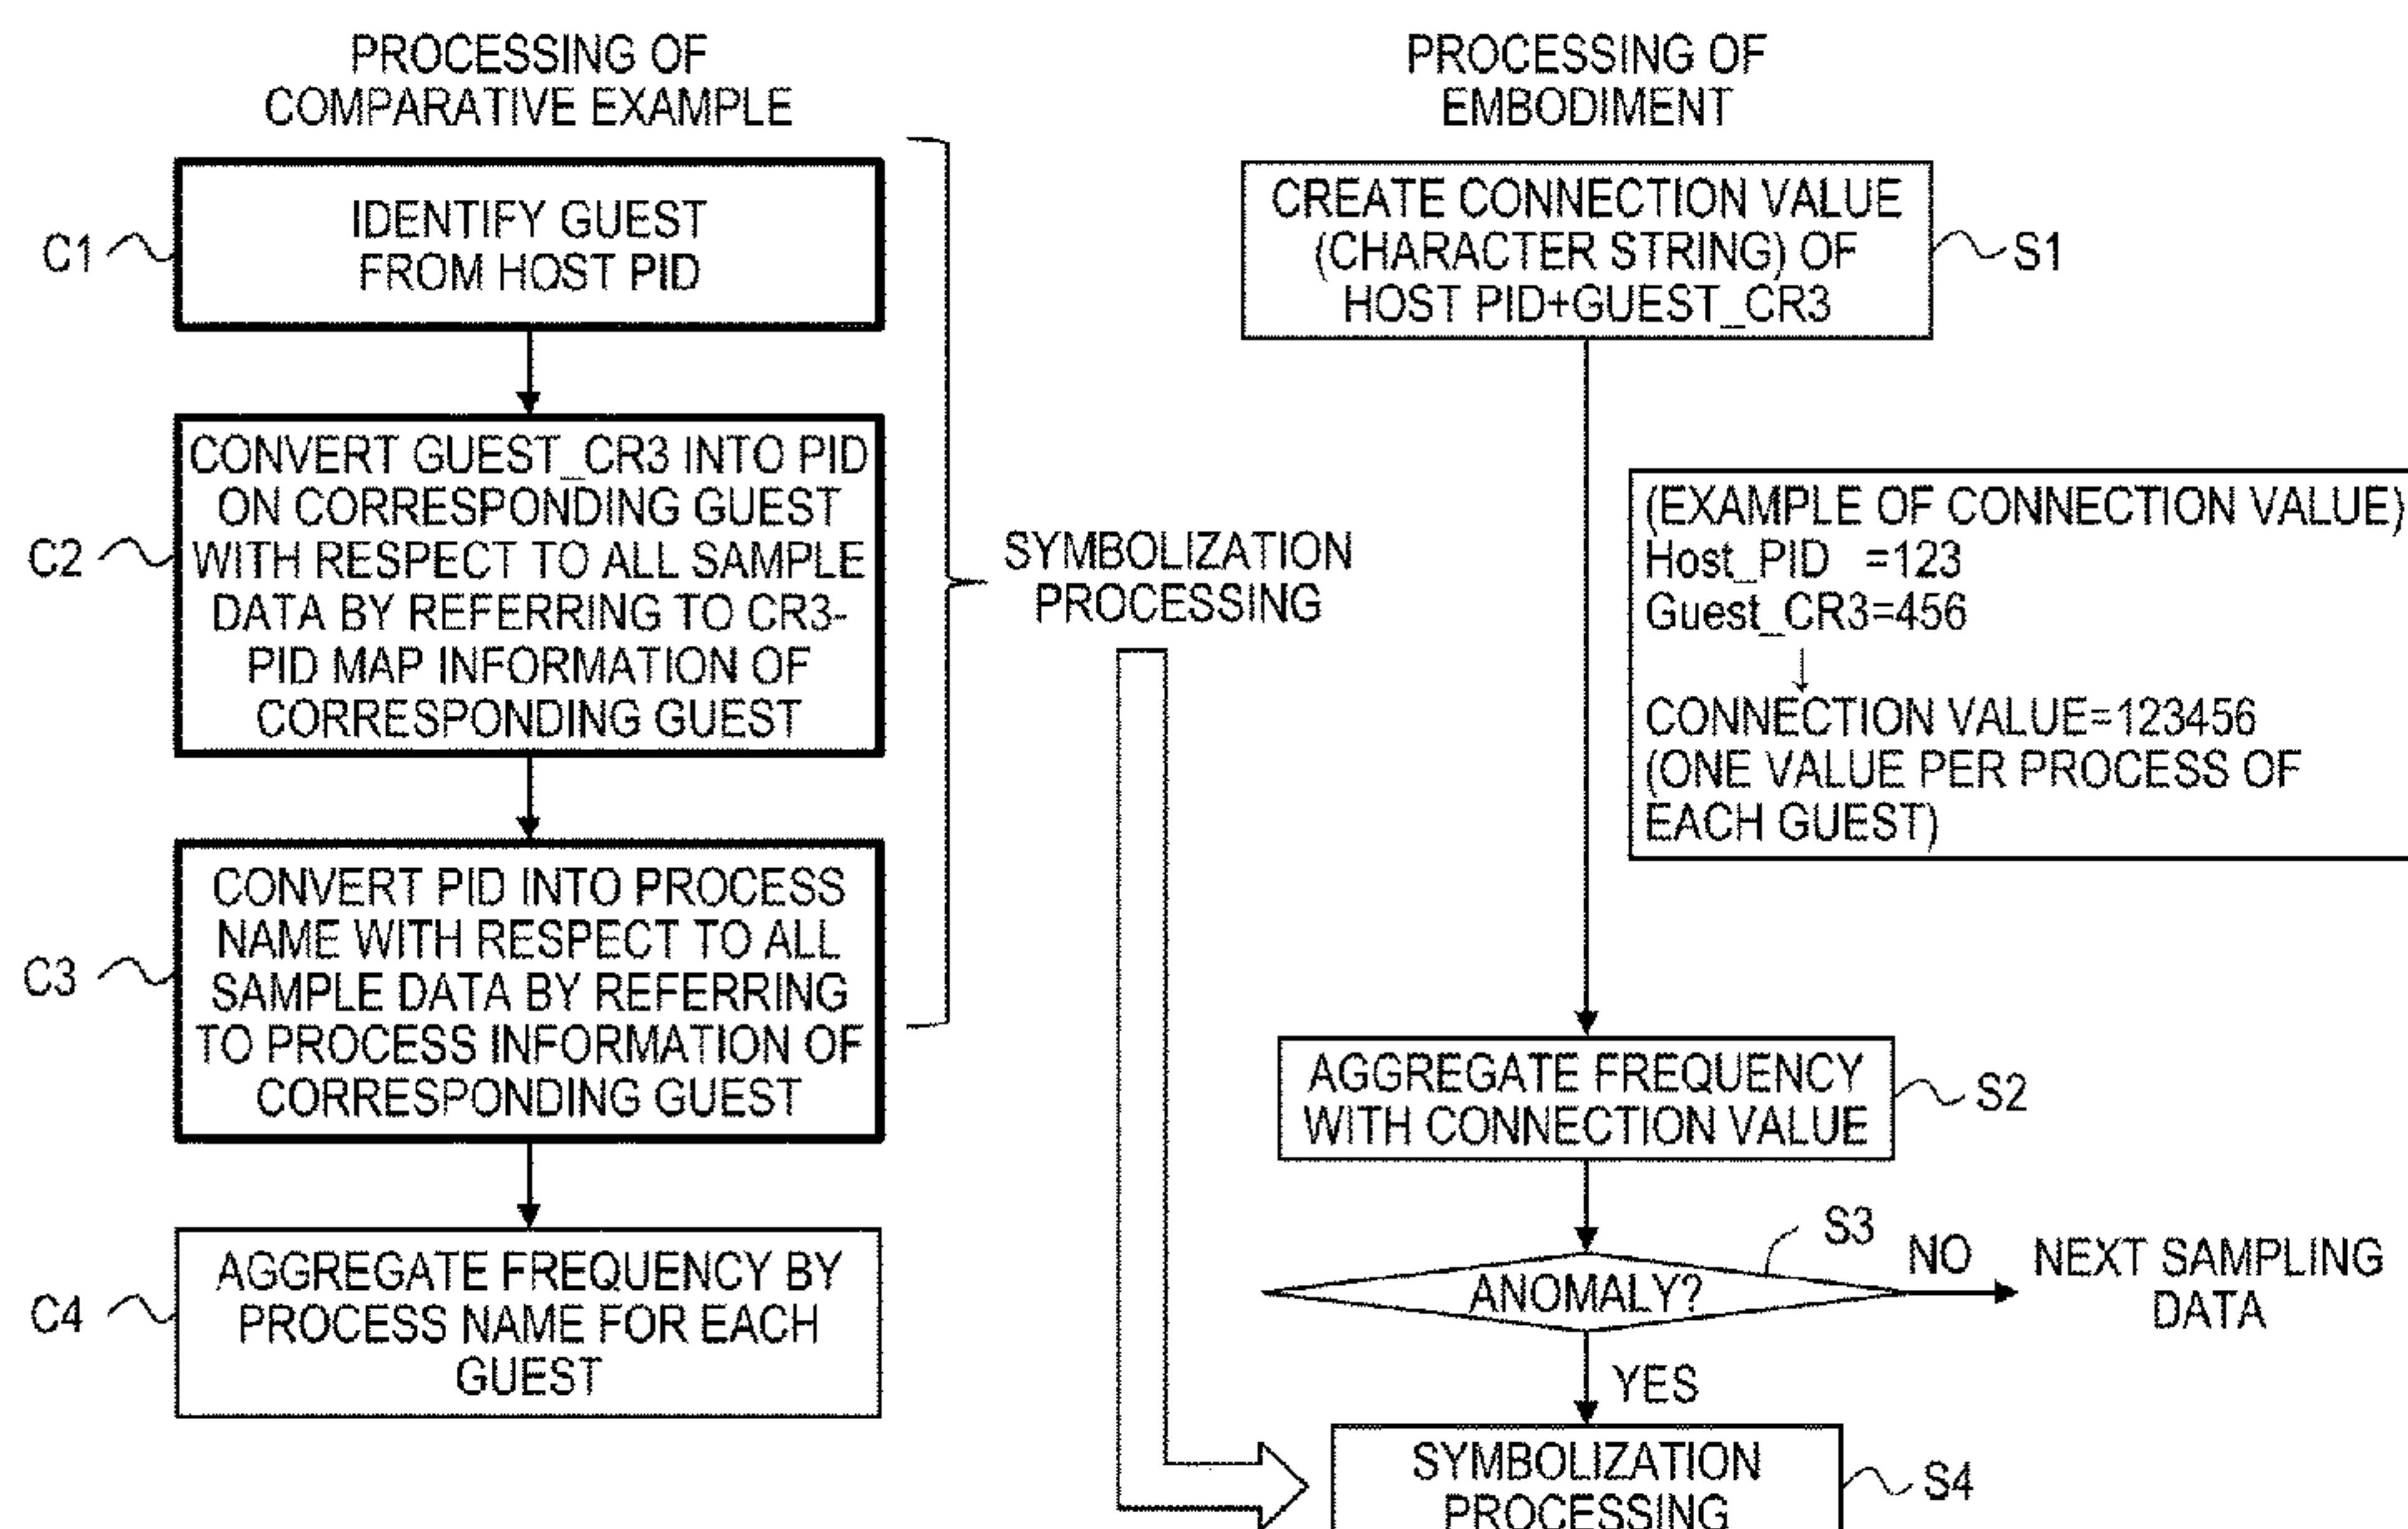 PROCESSING OF
COMPARATIVE EXAMPLE
C1
IDENTIFY GUEST
FROM HOST PID
C2
CONVERT GUEST_CR3 INTO PID
ON CORRESPONDING GUEST
WITH RESPECT TO ALL SAMPLE
DATA BY REFERRING TO CR3-
PID MAP INFORMATION OF
CORRESPONDING GUEST
C3
CONVERT PID INTO PROCESS
NAME WITH RESPECT TO ALL
SAMPLE DATA BY REFERRING
TO PROCESS INFORMATION OF
CORRESPONDING GUEST
C4
AGGREGATE FREQUENCY BY
PROCESS NAME FOR EACH
GUEST
SYMBOLIZATION
PROCESSING
PROCESSING OF
EMBODIMENT
CREATE CONNECTION VALUE
(CHARACTER STRING) OF
HOST PID+GUEST_CR3
S1
(EXAMPLE OF CONNECTION VALUE)
Host_PID =123
Guest_CR3=456
↓
CONNECTION VALUE=123456
(ONE VALUE PER PROCESS OF
EACH GUEST)
AGGREGATE FREQUENCY
WITH CONNECTION VALUE
S2
ANOMALY?
S3
NO
NEXT SAMPLING
DATA
YES
SYMBOLIZATION
PROCESSING
S4